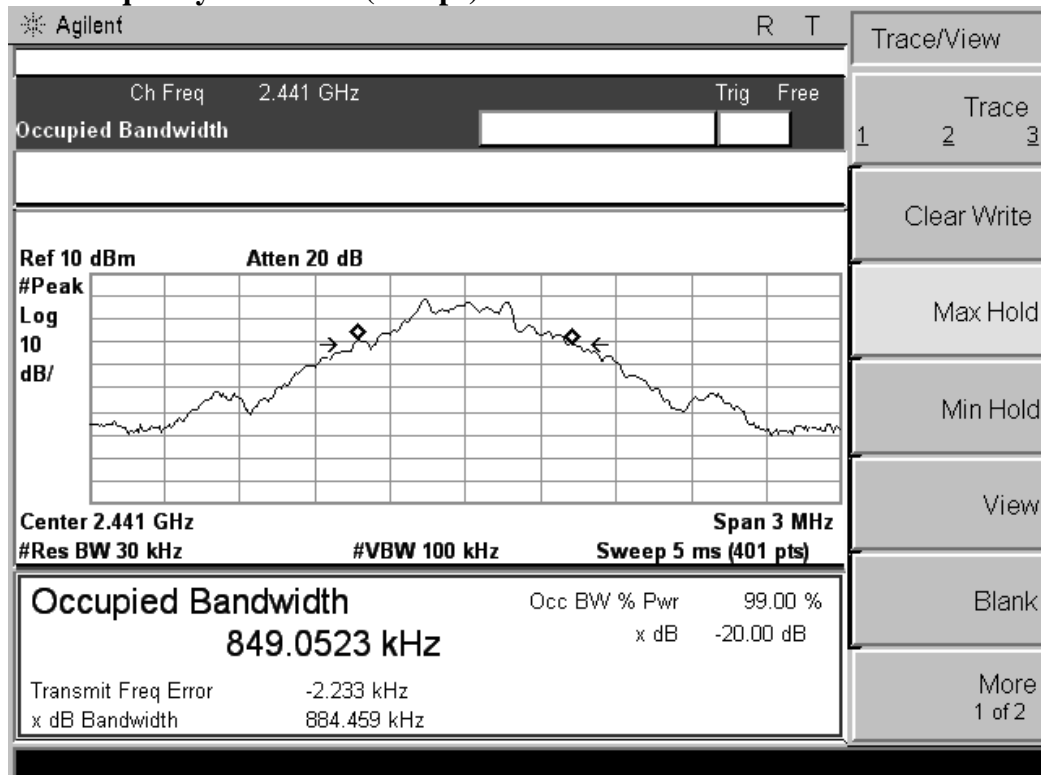 Agilent R T
Trace/View
Ch Freq 2.441 GHz Trig Free
Occupied Bandwidth
Trace
1 2 3
Clear Write
Max Hold
Min Hold
View
Blank
More
1 of 2
Ref 10 dBm Atten 20 dB
#Peak
Log
10
dB/
Center 2.441 GHz Span 3 MHz
#Res BW 30 kHz #VBW 100 kHz Sweep 5 ms (401 pts)
Occupied Bandwidth
849.0523 kHz
Occ BW % Pwr 99.00 %
x dB -20.00 dB
Transmit Freq Error -2.233 kHz
x dB Bandwidth 884.459 kHz